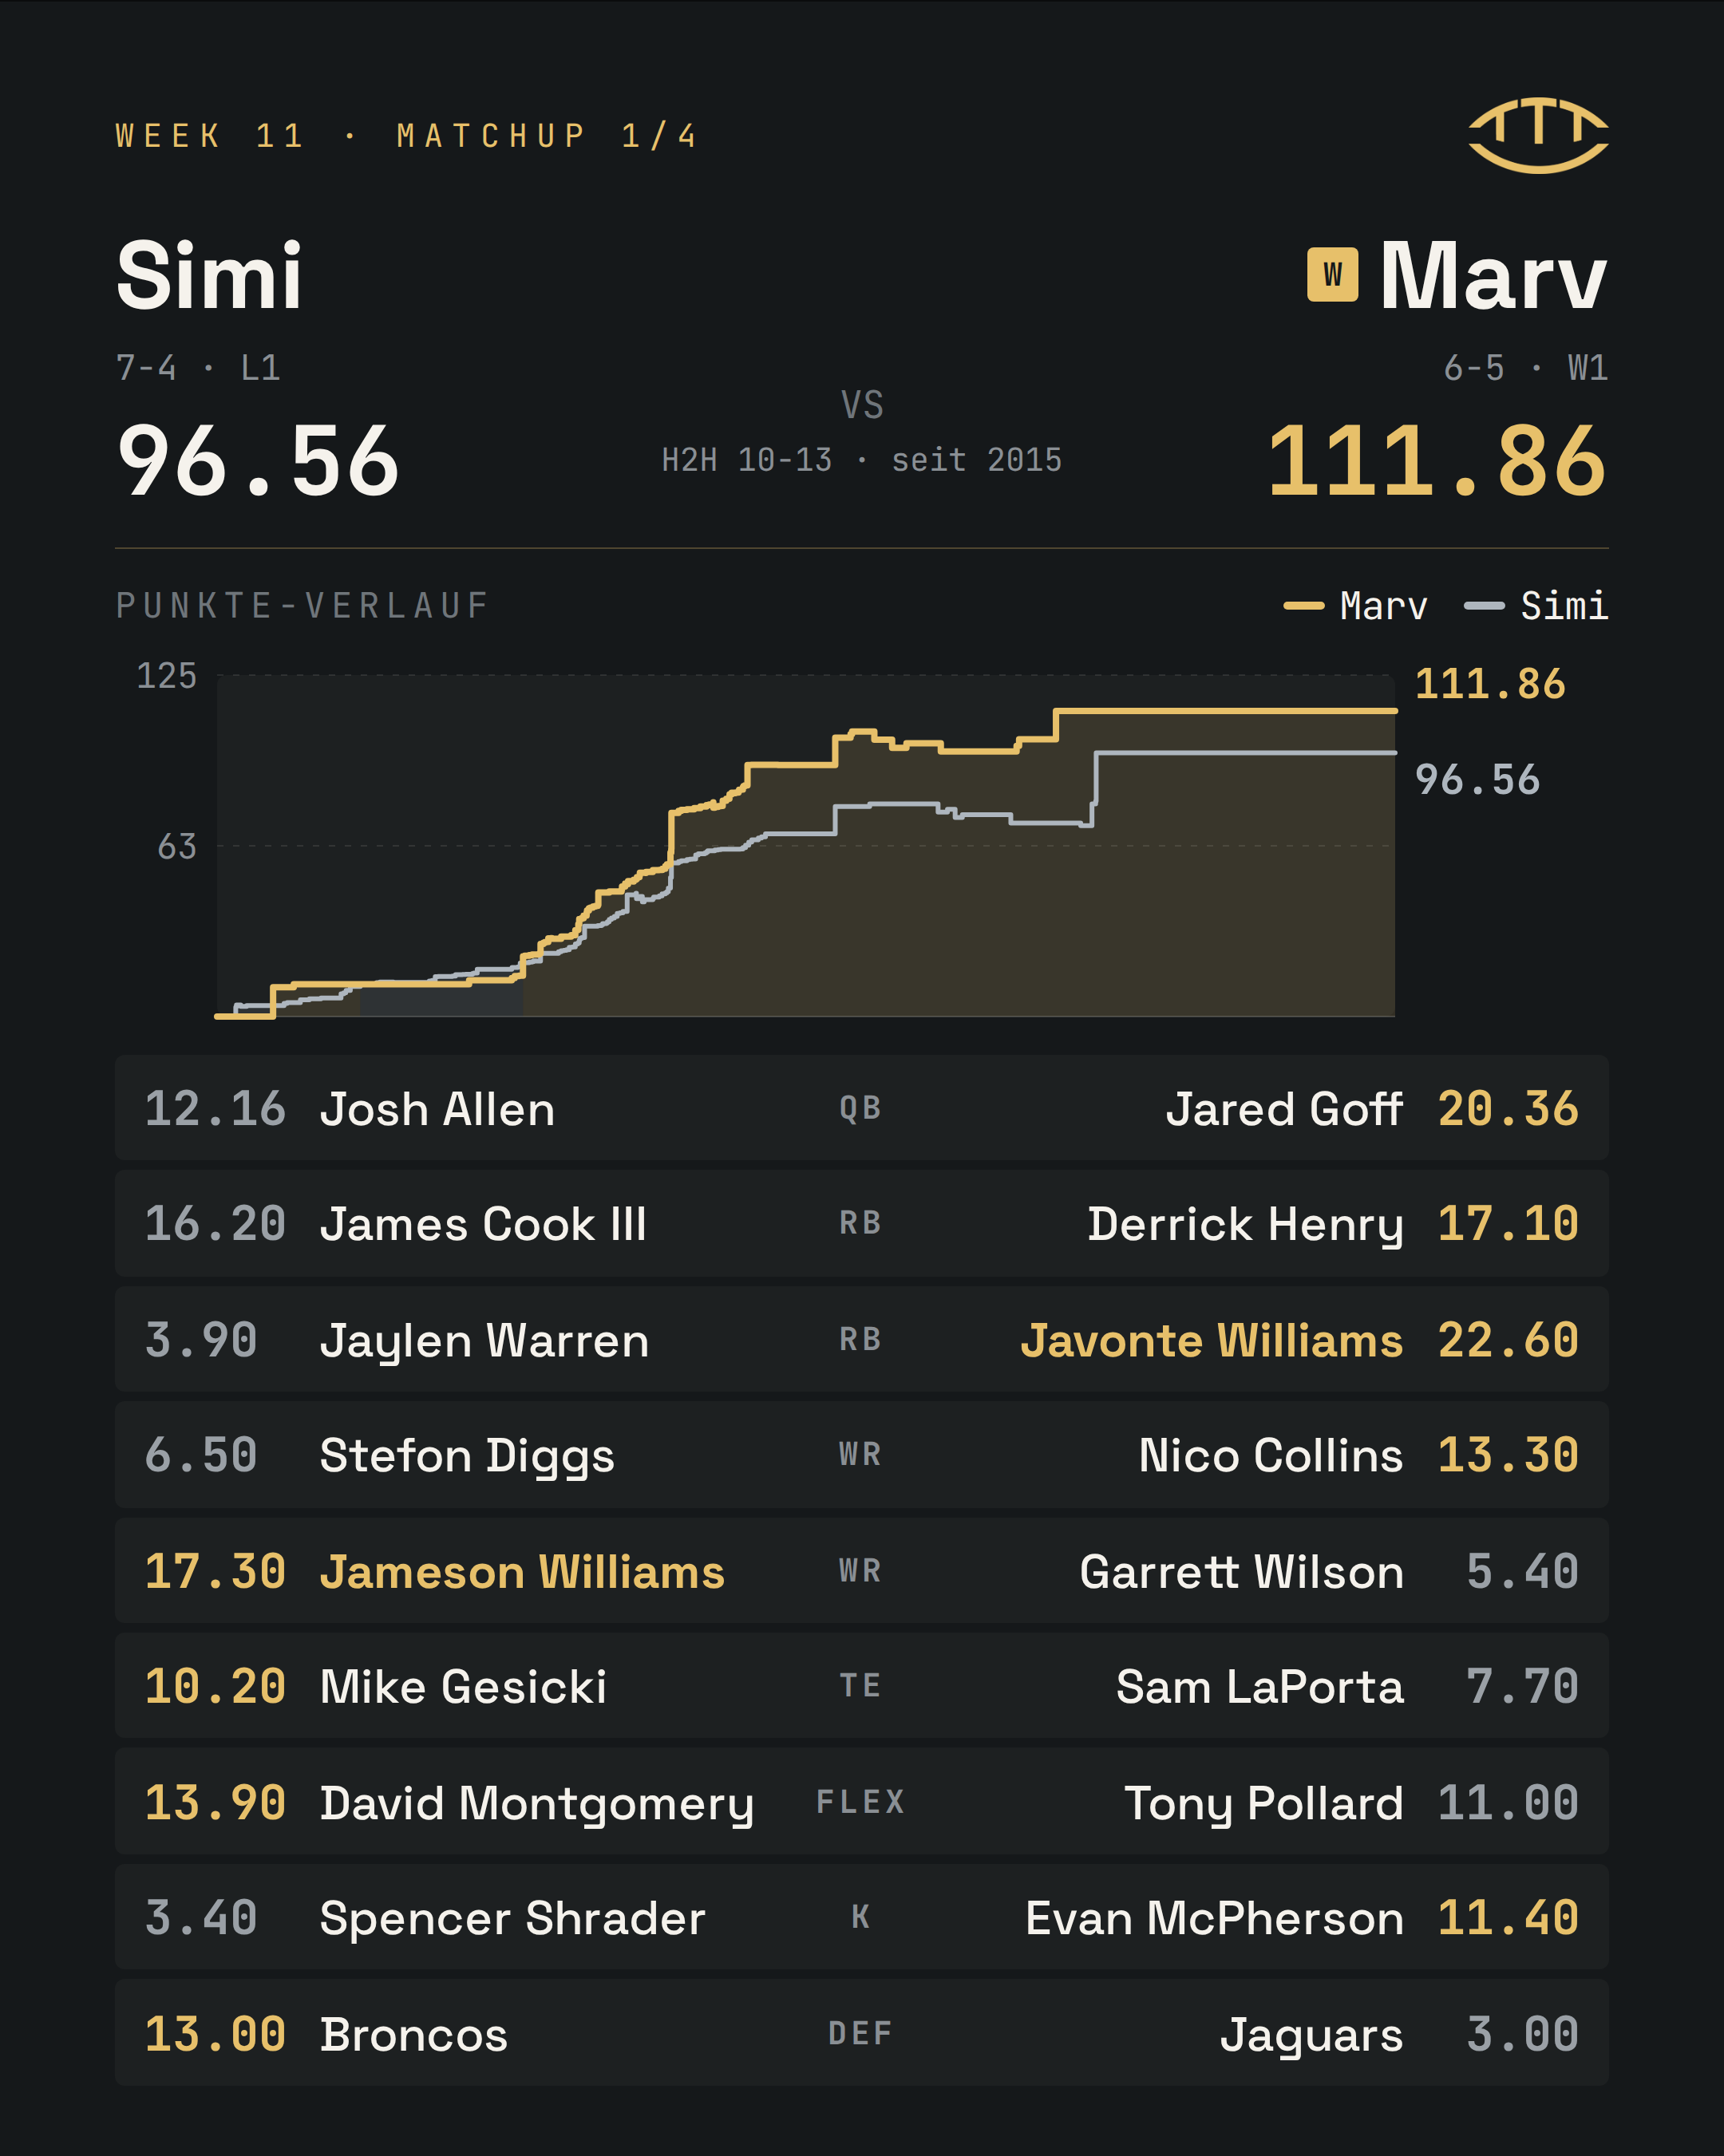 WEEK 11 · MATCHUP 1/4
Simi
W Marv
7-4 · L1
6-5 · W1
VS
96.56
H2H 10-13 · seit 2015
111.86
PUNKTE-VERLAUF
Marv Simi
125
111.86
96.56
63
12.16 Josh Allen QB Jared Goff 20.36
16.20 James Cook III RB Derrick Henry 17.10
3.90 Jaylen Warren RB Javonte Williams 22.60
6.50 Stefon Diggs WR Nico Collins 13.30
17.30 Jameson Williams WR Garrett Wilson 5.40
10.20 Mike Gesicki TE Sam LaPorta 7.70
13.90 David Montgomery FLEX Tony Pollard 11.00
3.40 Spencer Shrader K Evan McPherson 11.40
13.00 Broncos DEF Jaguars 3.00